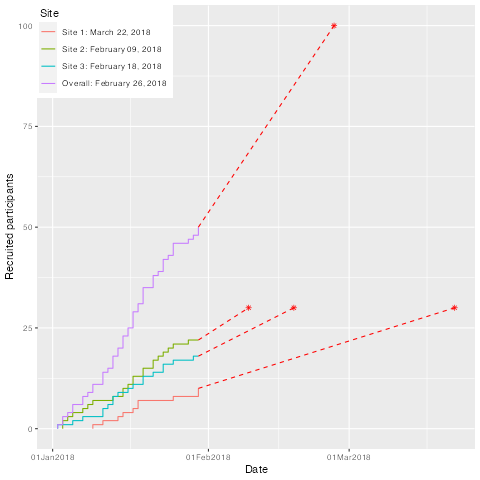 Site
Site 1: March 22, 2018
Site 2: February 09, 2018
Site 3: February 18, 2018
Overall: February 26, 2018
100
75
50
25
0
Recruited participants
01Jan2018
01Feb2018
01Mar2018
Date